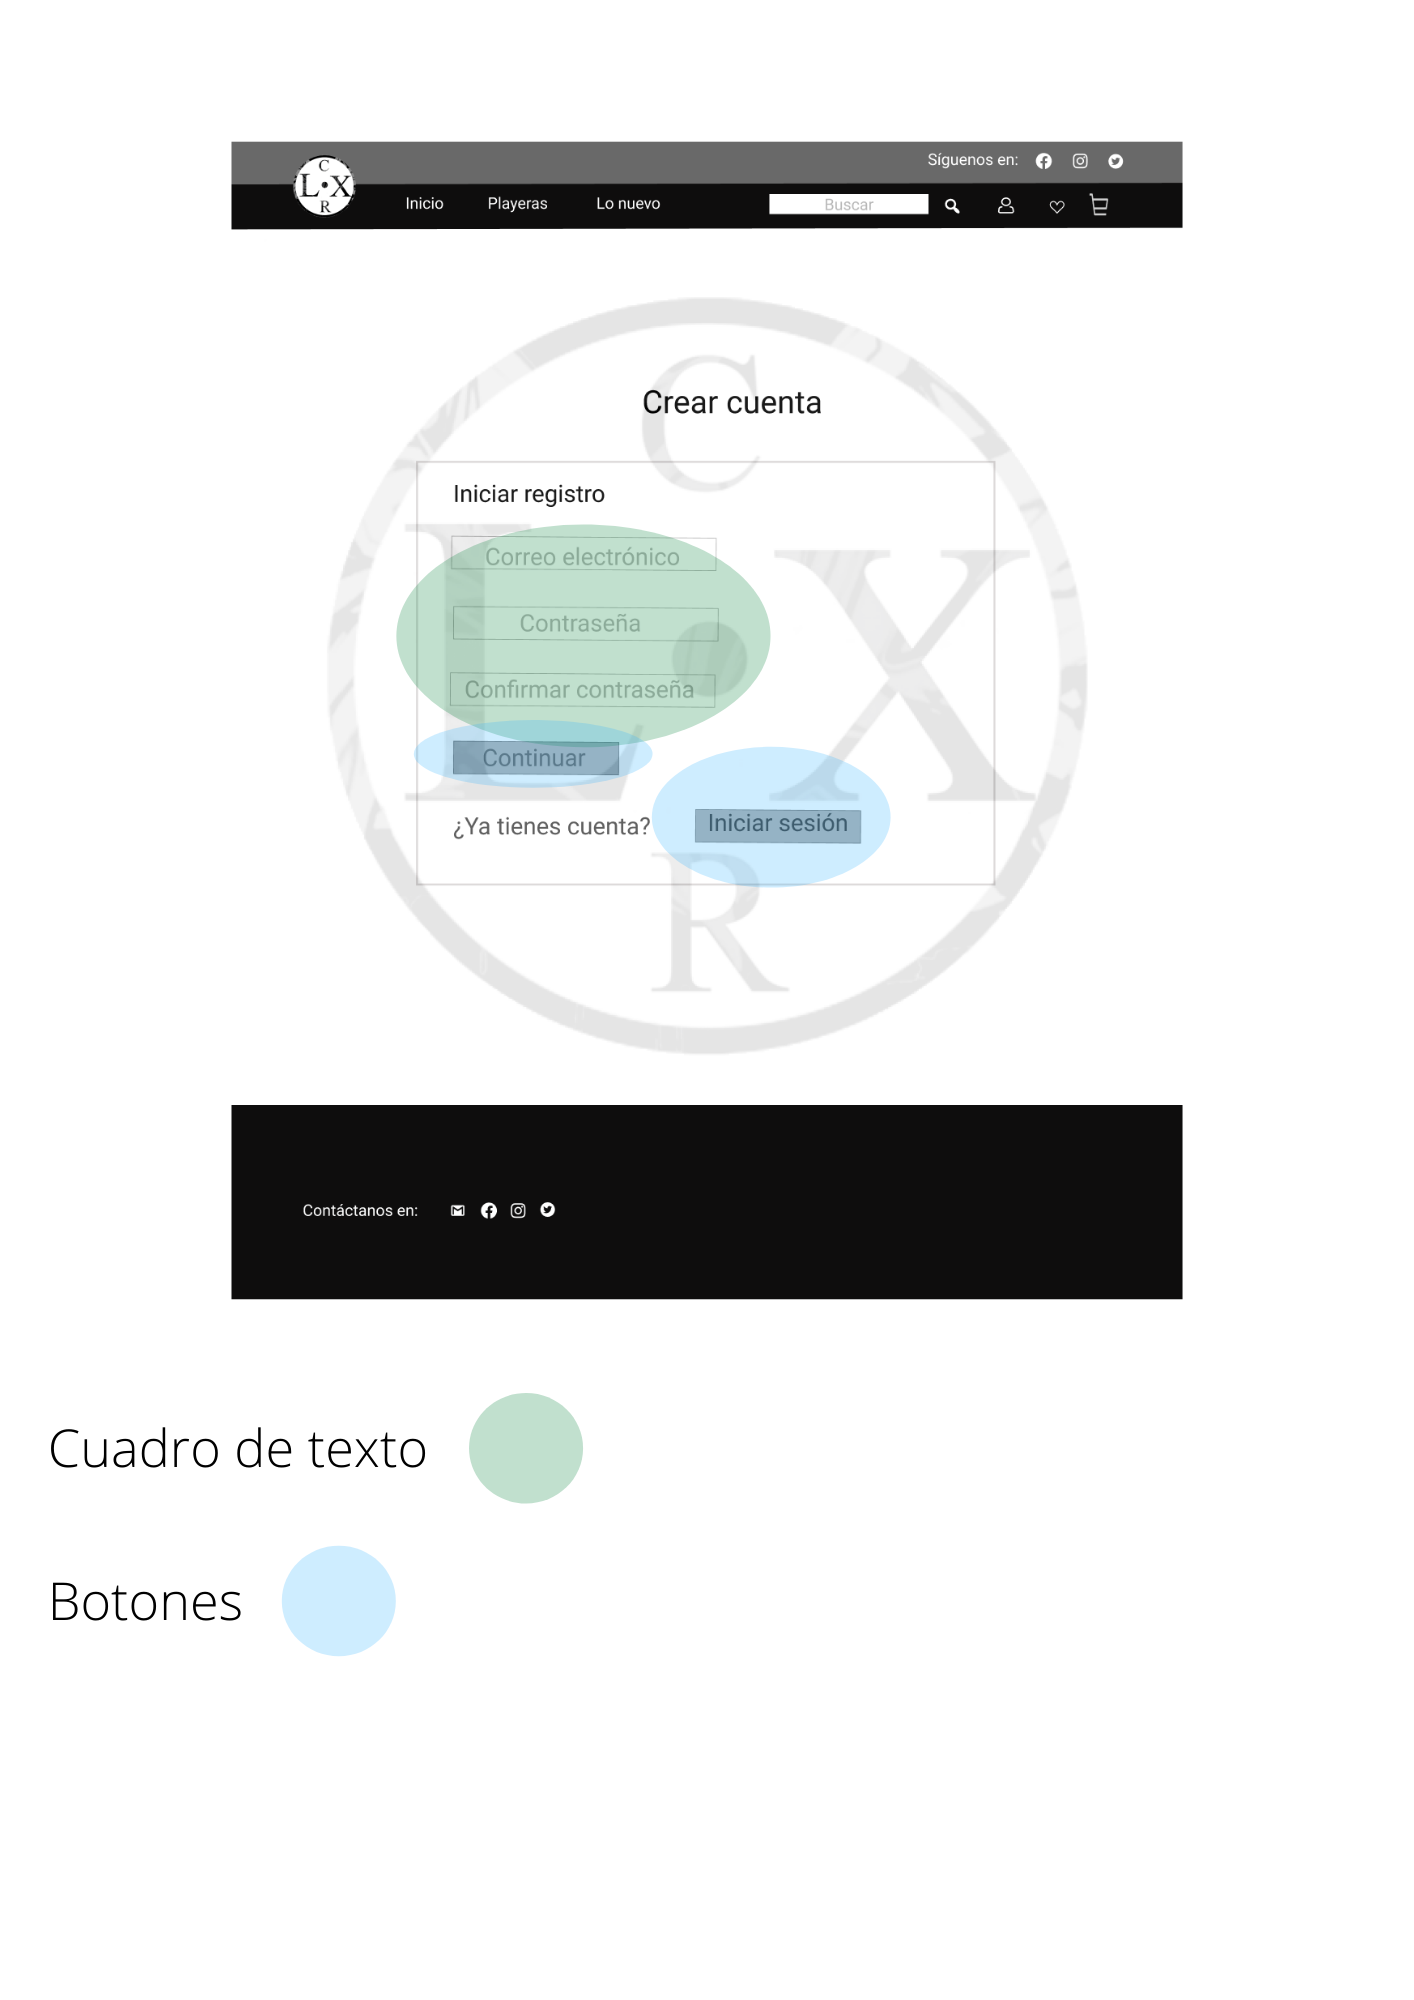 Síguenos en:
C
L·X
R
Inicio Playeras Lo nuevo Buscar
C
Crear cuenta
Iniciar registro
L·X
Correo electrónico
Contraseña
Confirmar contraseña
Continuar
¿Ya tienes cuenta? Iniciar sesión
R
Contáctanos en:
Cuadro de texto
Botones